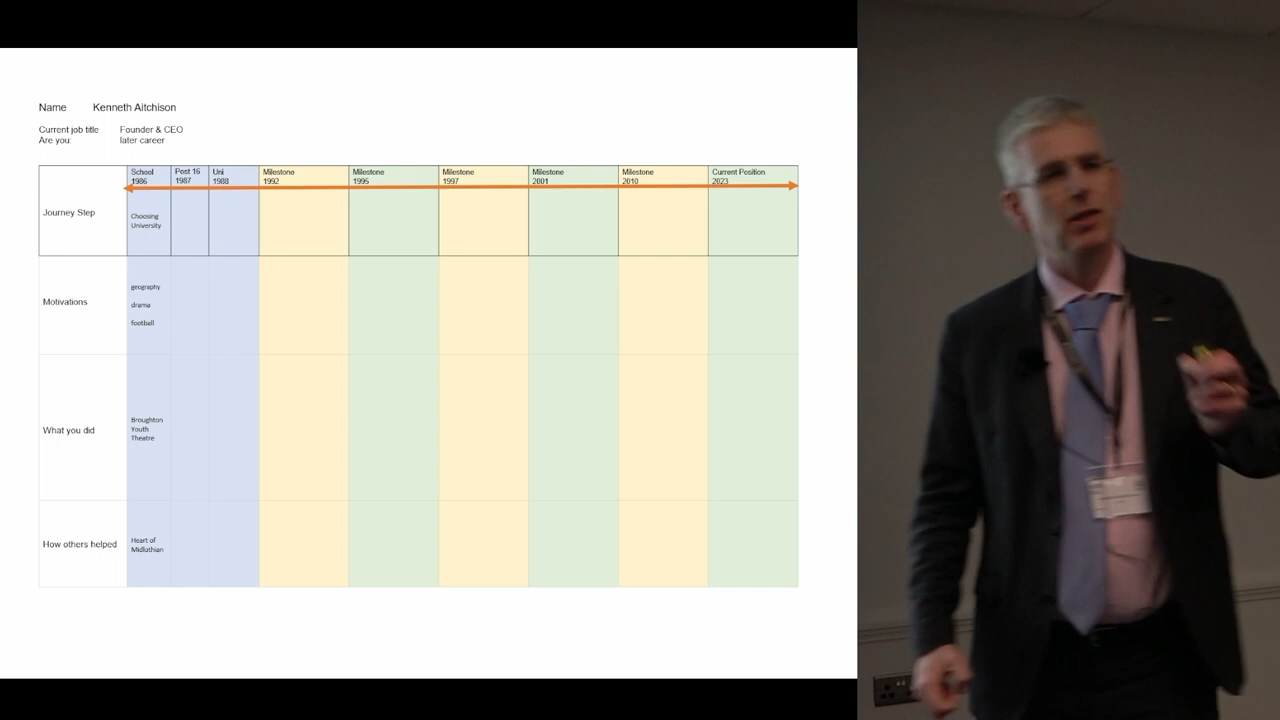 Name Kenneth Aitchison
Current job title Founder & CEO
Are you: later career
School Post 16 Uni Milestone Milestone Milestone Milestone Milestone Current Position
1986 1987 1988 1992 1995 1997 2001 2010 2023
Journey Step
Choosing
University
Motivations
geography
drama
football
What you did
Broughton
Youth
Theatre
How others helped
Heart of
Midlothian